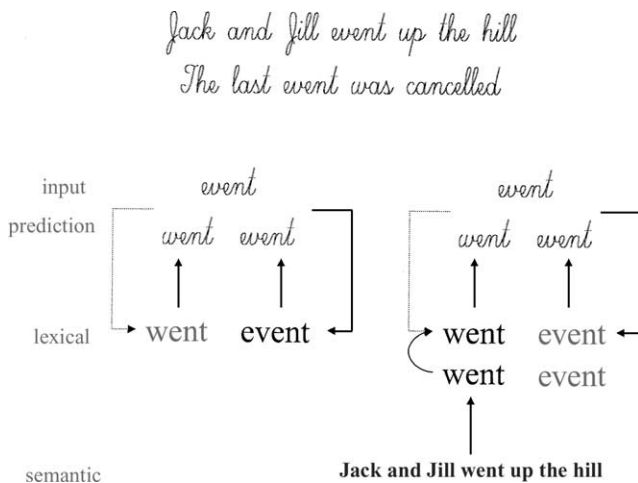 Jack and Jill event up the hill
The last event was cancelled
input event event
prediction went event went event
lexical went event went event
went event
semantic Jack and Jill went up the hill